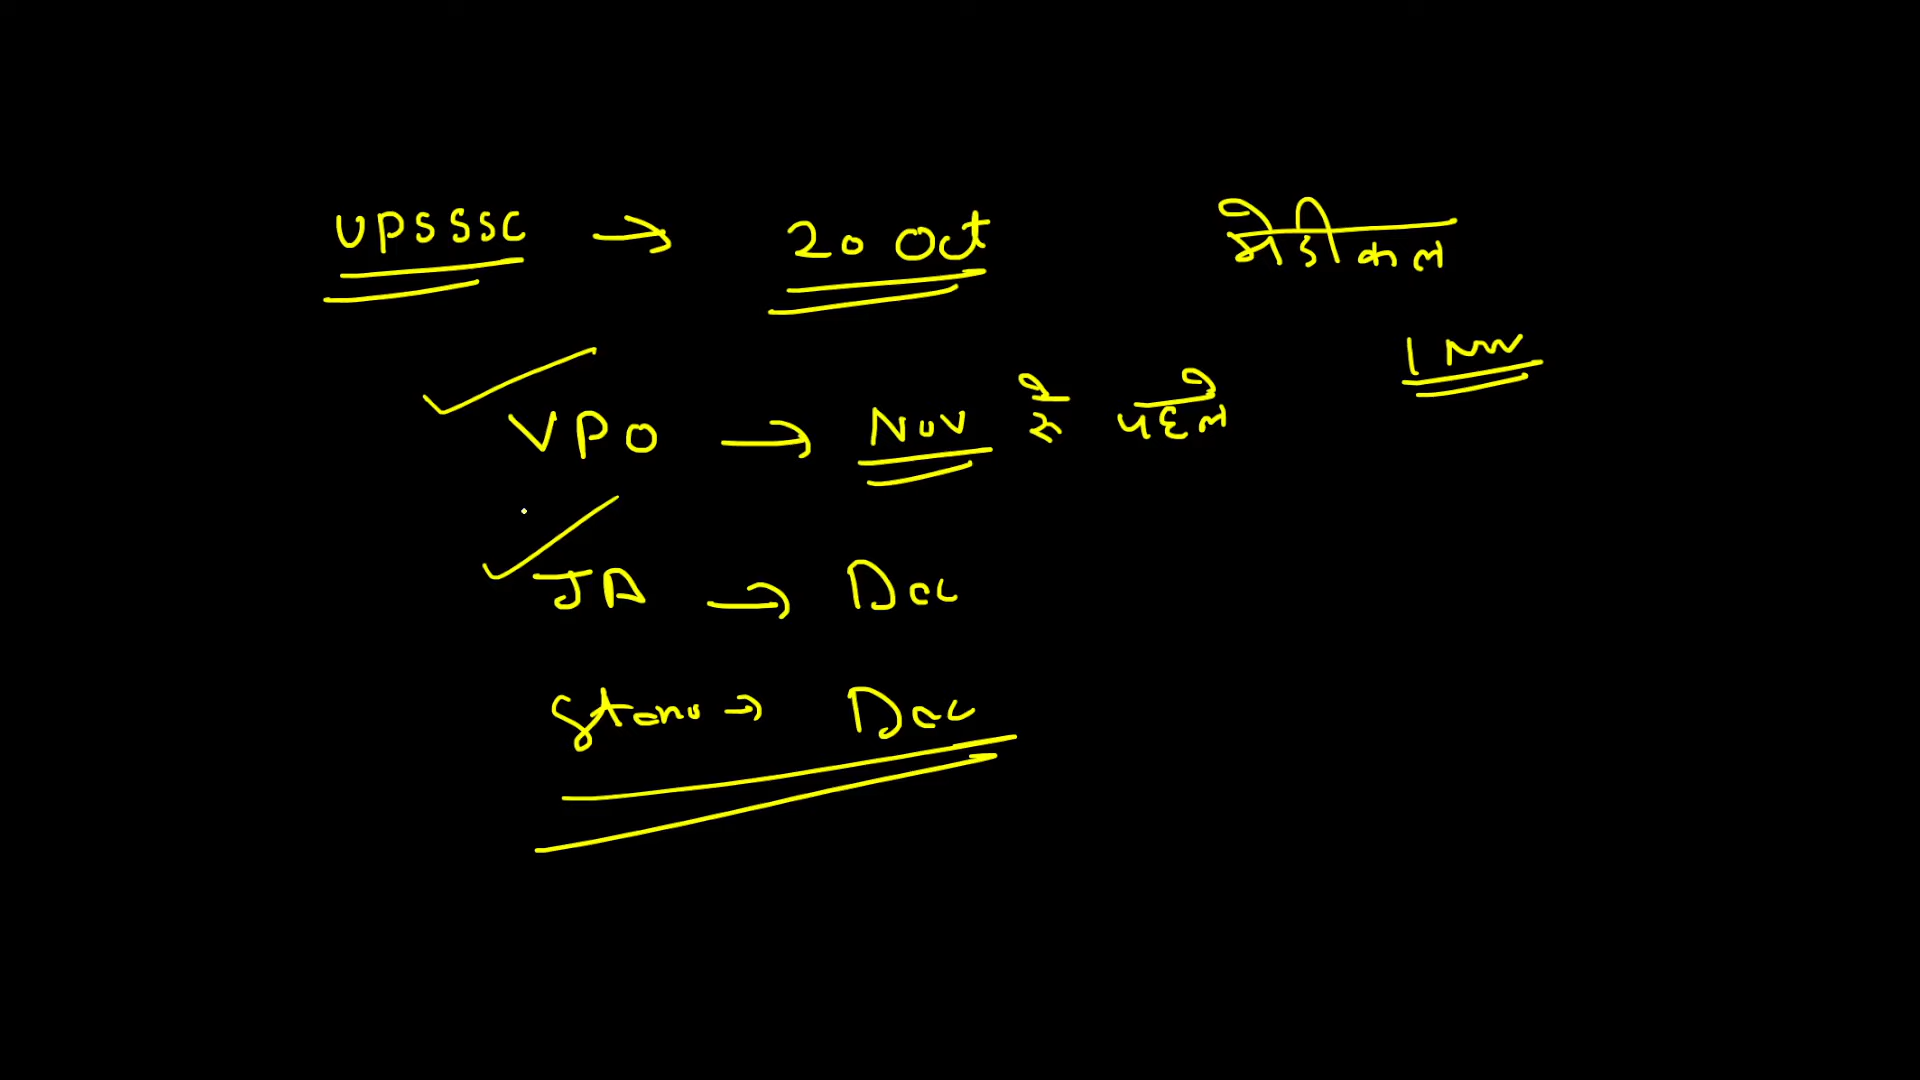 UPSSSC → 20 Oct मेडीकल
1 Nov
VPO → Nov से पहले
JA → Dec
Steno → Dec